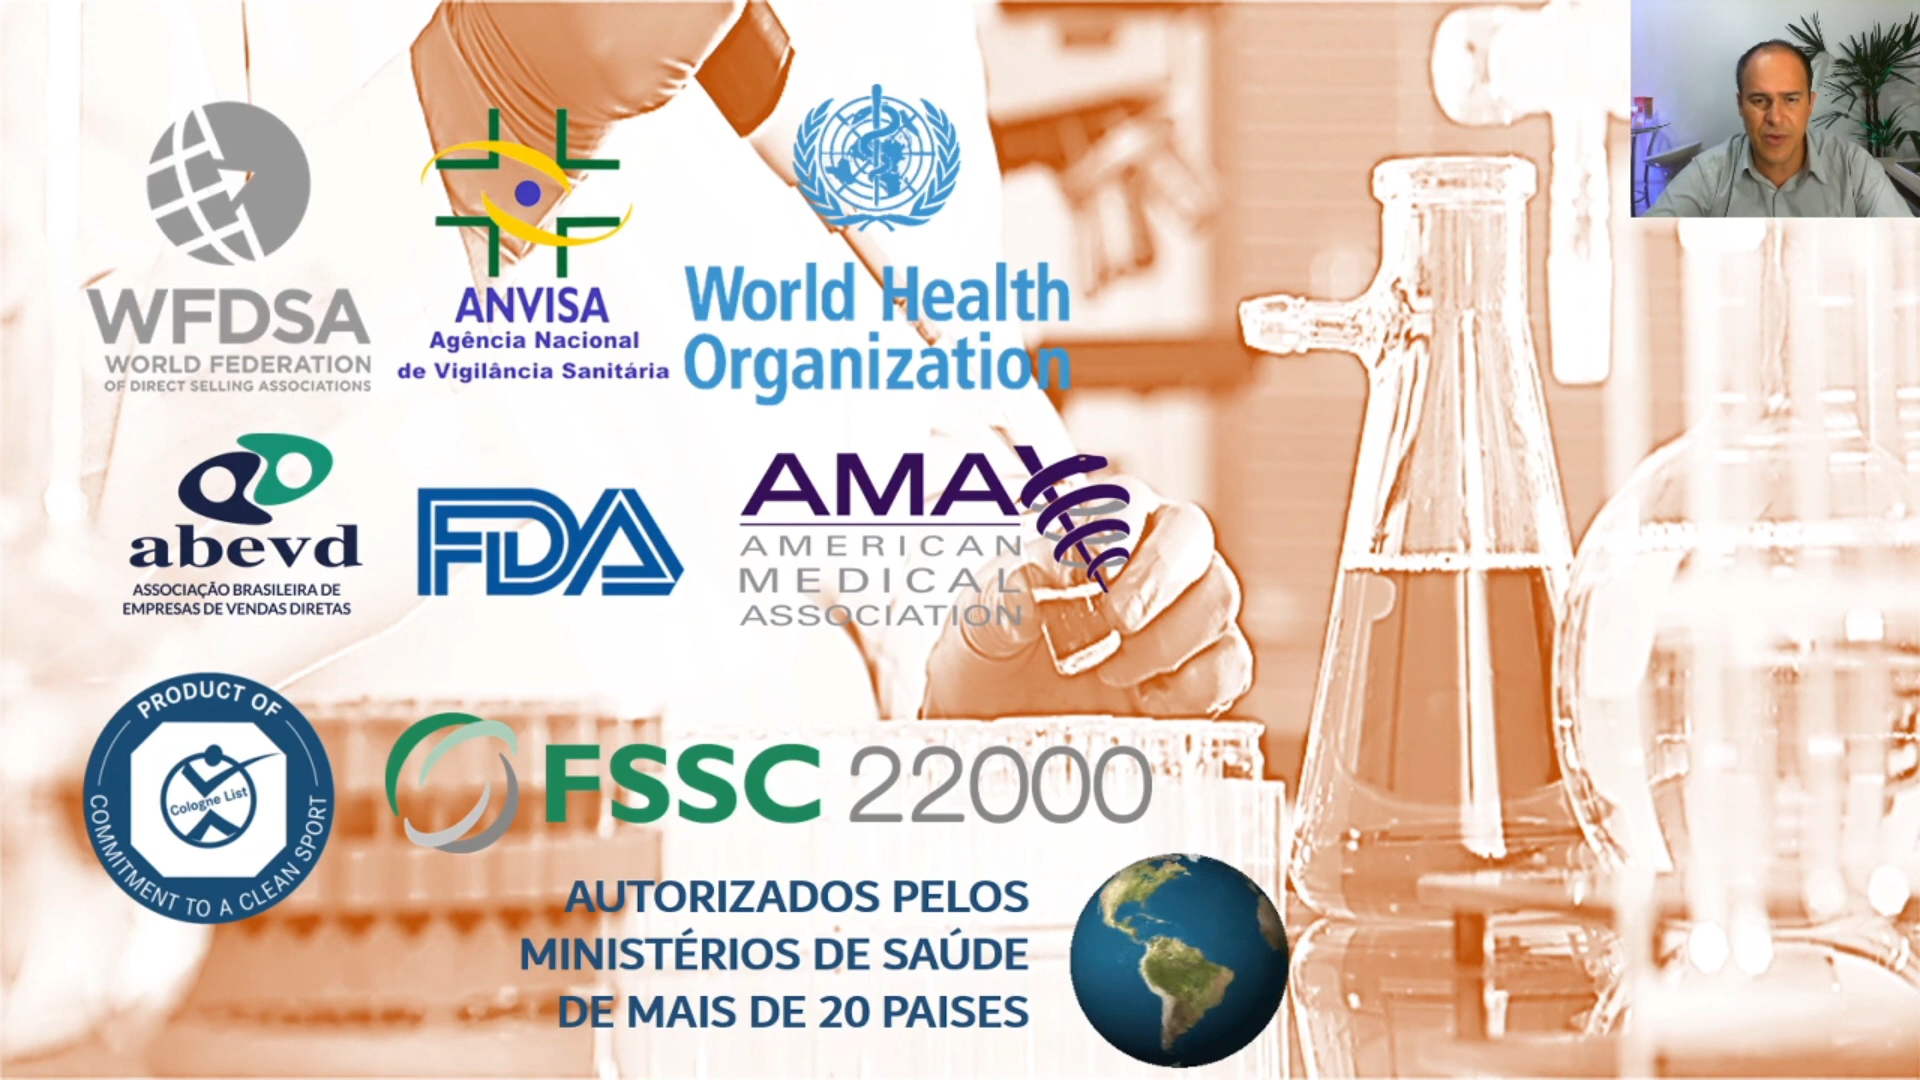 WFDSA
WORLD FEDERATION
OF DIRECT SELLING ASSOCIATIONS
ANVISA
Agência Nacional
de Vigilância Sanitária
World Health
Organization
abevd
ASSOCIAÇÃO BRASILEIRA DE
EMPRESAS DE VENDAS DIRETAS
FDA
AMA
AMERICAN
MEDICAL
ASSOCIATION
PRODUCT OF
Cologne List
COMMITMENT TO A CLEAN SPORT
FSSC 22000
AUTORIZADOS PELOS
MINISTÉRIOS DE SAÚDE
DE MAIS DE 20 PAISES